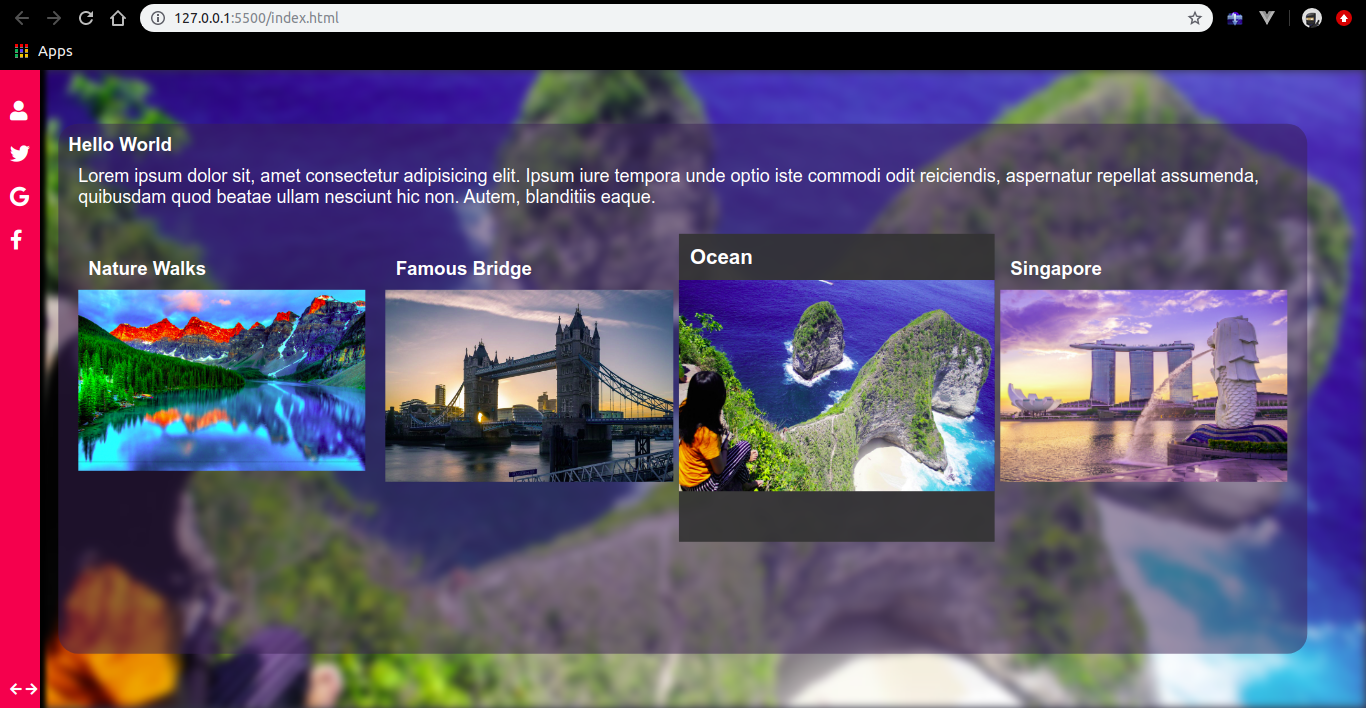 127.0.0.1:5500/index.html
Apps
Hello World
Lorem ipsum dolor sit, amet consectetur adipisicing elit. Ipsum iure tempora unde optio iste commodi odit reiciendis, aspernatur repellat assumenda,
quibusdam quod beatae ullam nesciunt hic non. Autem, blanditiis eaque.
Nature Walks
Famous Bridge
Ocean
Singapore